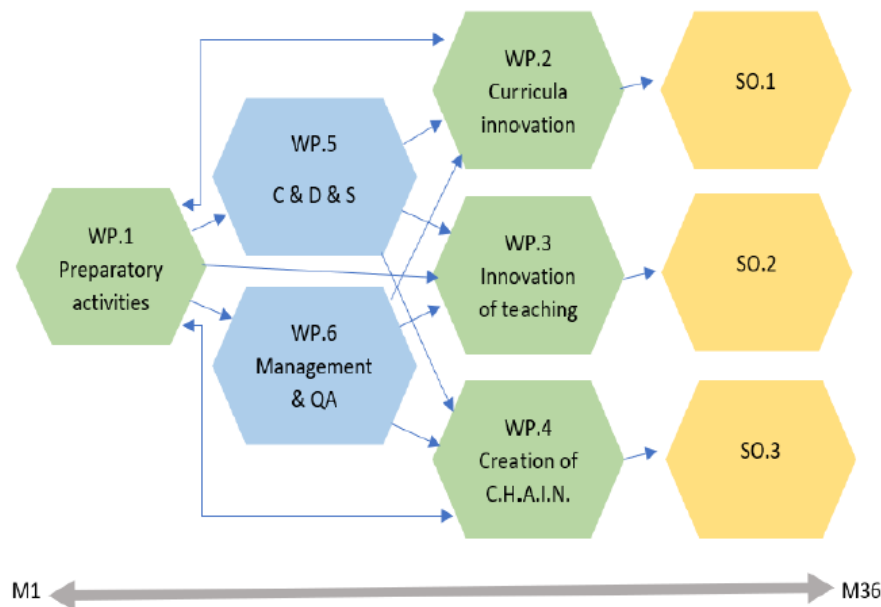 WP.1
Preparatory
activities
WP.5
C & D & S
WP.6
Management
& QA
WP.2
Curricula
innovation
WP.3
Innovation
of teaching
WP.4
Creation of
C.H.A.I.N.
SO.1
SO.2
SO.3
M1
M36